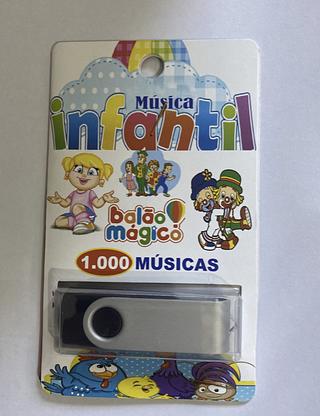 Música
infantil
balão
mágico
1.000 MÚSICAS